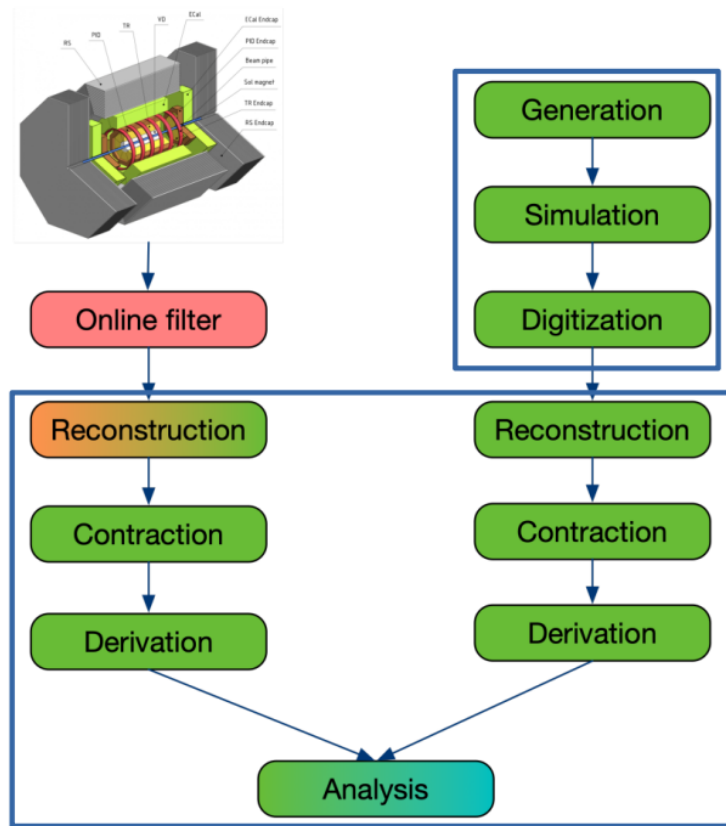 ECal
VD
TR
PID
RS
ECal Endcap
PID Endcap
Beam pipe
Sol magnet
TR Endcap
RS Endcap
Generation
Simulation
Digitization
Online filter
Reconstruction
Reconstruction
Contraction
Contraction
Derivation
Derivation
Analysis